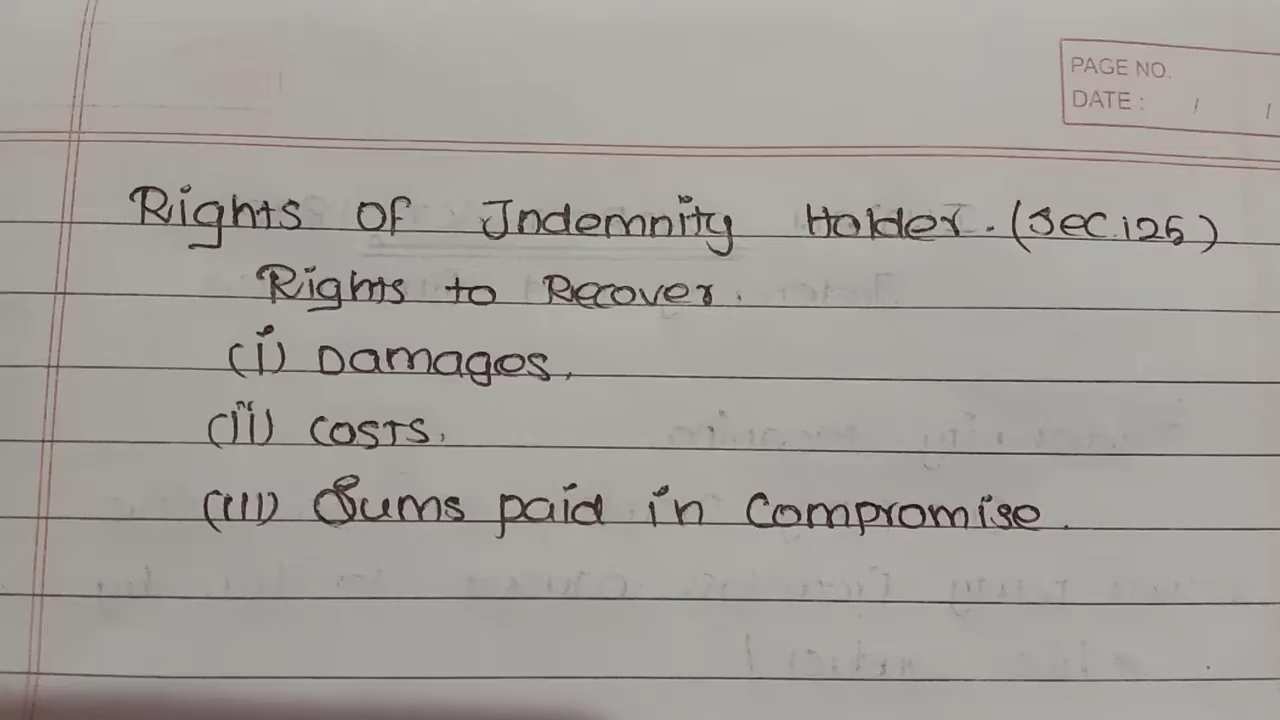 PAGE NO.
DATE: / /
Rights of Indemnity Holder. (Sec.125)
Rights to Recover.
(i) Damages.
(ii) Costs.
(iii) Sums paid in Compromise.